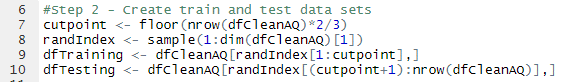 6 #Step 2 - Create train and test data sets
7 cutpoint <- floor(nrow(dfCleanAQ)*2/3)
8 randIndex <- sample(1:dim(dfCleanAQ)[1])
9 dfTraining <- dfCleanAQ[randIndex[1:cutpoint],]
10 dfTesting <- dfCleanAQ[randIndex[(cutpoint+1):nrow(dfCleanAQ)],]